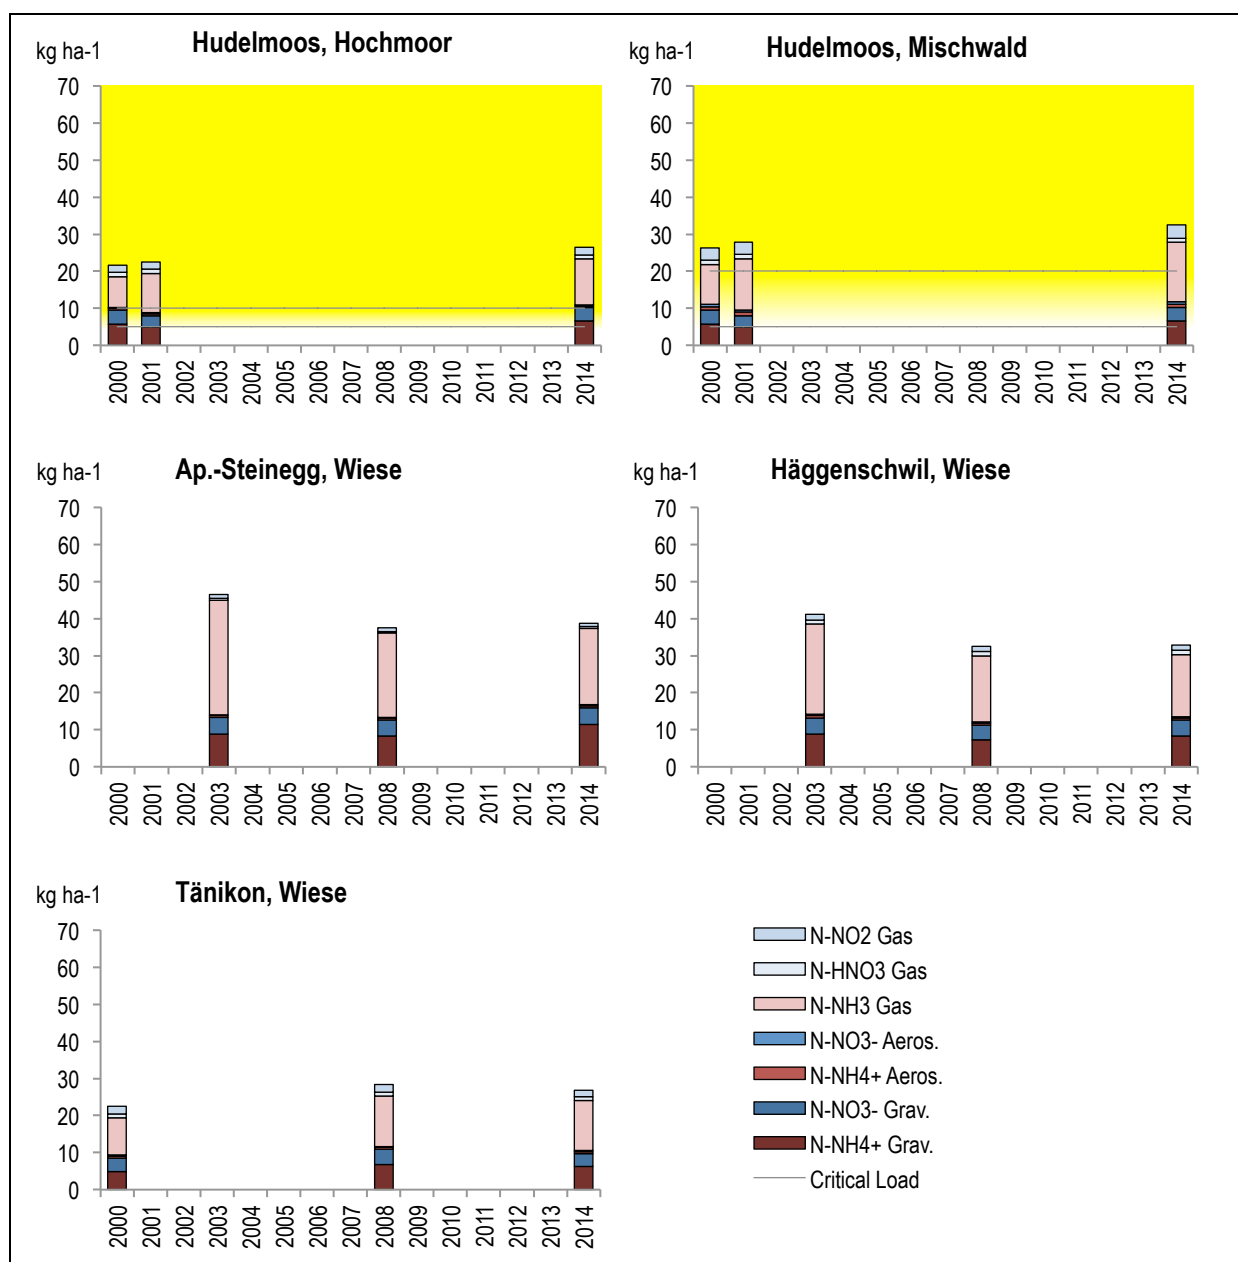 Hudelmoos, Hochmoor
kg ha-1
70
60
50
40
30
20
10
0
2000 2001 2002 2003 2004 2005 2006 2007 2008 2009 2010 2011 2012 2013 2014
Hudelmoos, Mischwald
kg ha-1
70
60
50
40
30
20
10
0
2000 2001 2002 2003 2004 2005 2006 2007 2008 2009 2010 2011 2012 2013 2014
Ap.-Steinegg, Wiese
kg ha-1
70
60
50
40
30
20
10
0
2000 2001 2002 2003 2004 2005 2006 2007 2008 2009 2010 2011 2012 2013 2014
Häggenschwil, Wiese
kg ha-1
70
60
50
40
30
20
10
0
2000 2001 2002 2003 2004 2005 2006 2007 2008 2009 2010 2011 2012 2013 2014
Tänikon, Wiese
kg ha-1
70
60
50
40
30
20
10
0
2000 2001 2002 2003 2004 2005 2006 2007 2008 2009 2010 2011 2012 2013 2014
N-NO2 Gas
N-HNO3 Gas
N-NH3 Gas
N-NO3- Aeros.
N-NH4+ Aeros.
N-NO3- Grav.
N-NH4+ Grav.
Critical Load